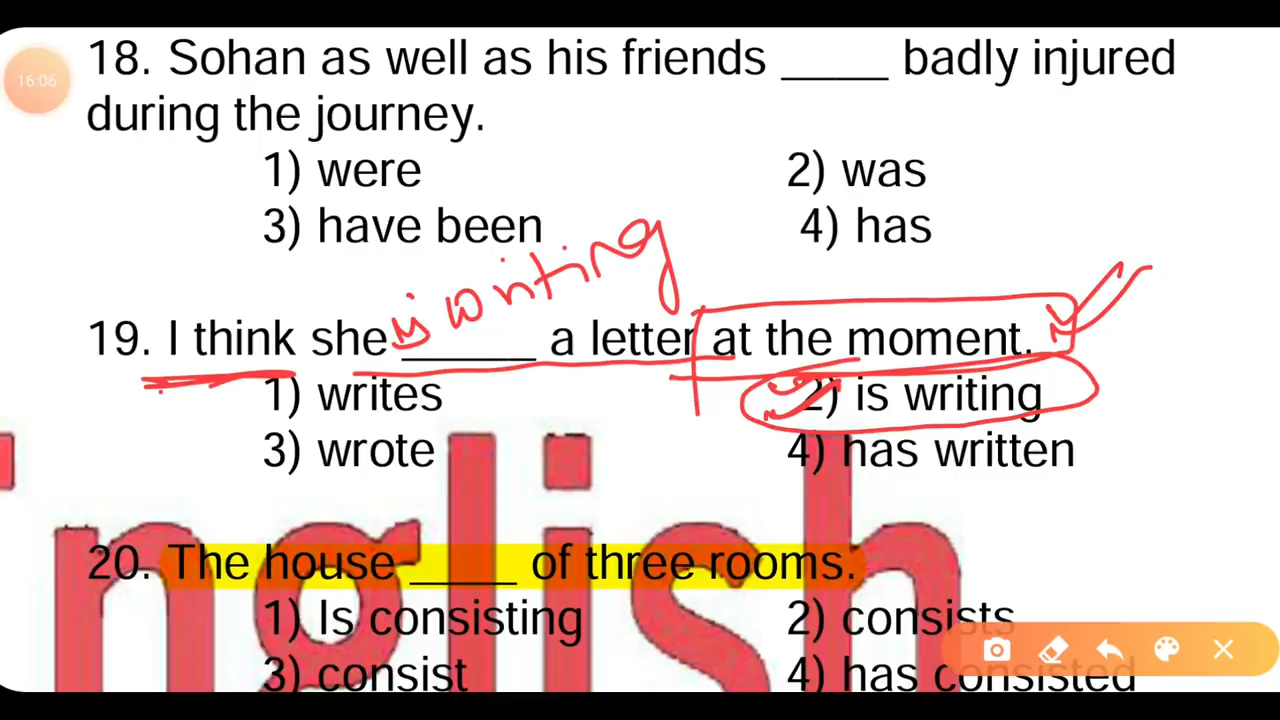 16:06
18. Sohan as well as his friends ____ badly injured
during the journey.
1) were 2) was
3) have been 4) has
is writing
19. I think she _____ a letter at the moment.
1) writes 2) is writing
3) wrote 4) has written
English
20. The house ____ of three rooms.
1) Is consisting 2) consists
3) consist 4) has consisted